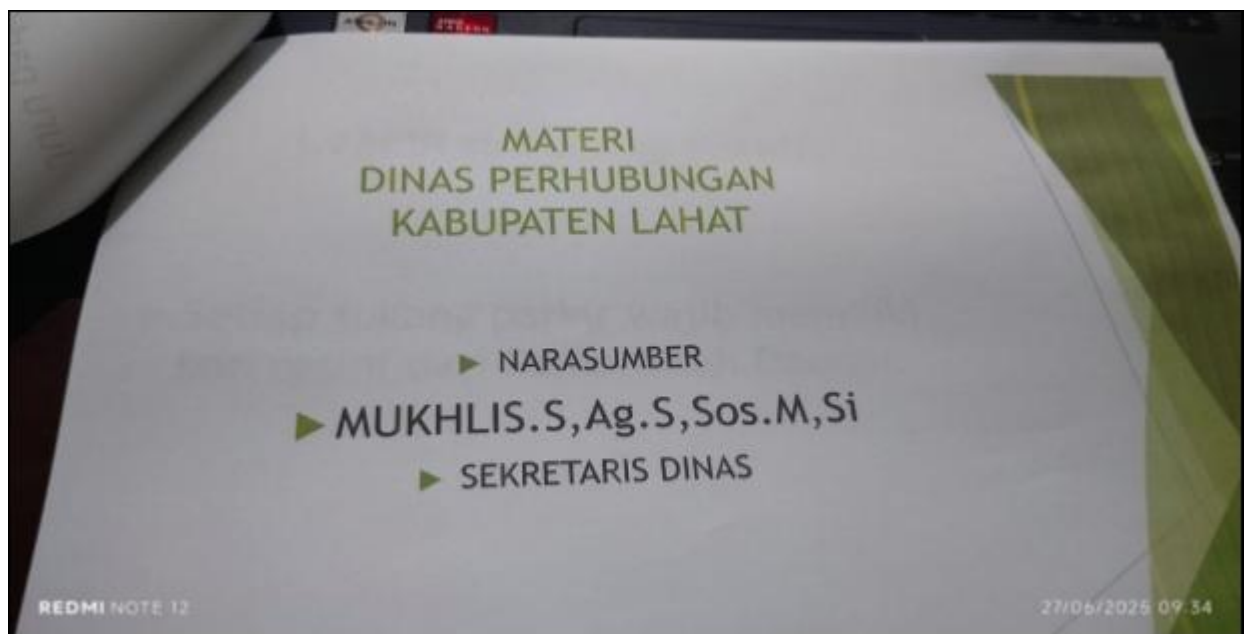 MATERI
DINAS PERHUBUNGAN
KABUPATEN LAHAT
NARASUMBER
MUKHLIS.S,Ag.S,Sos.M,Si
SEKRETARIS DINAS
REDMI NOTE 12
27/06/2025 09:34